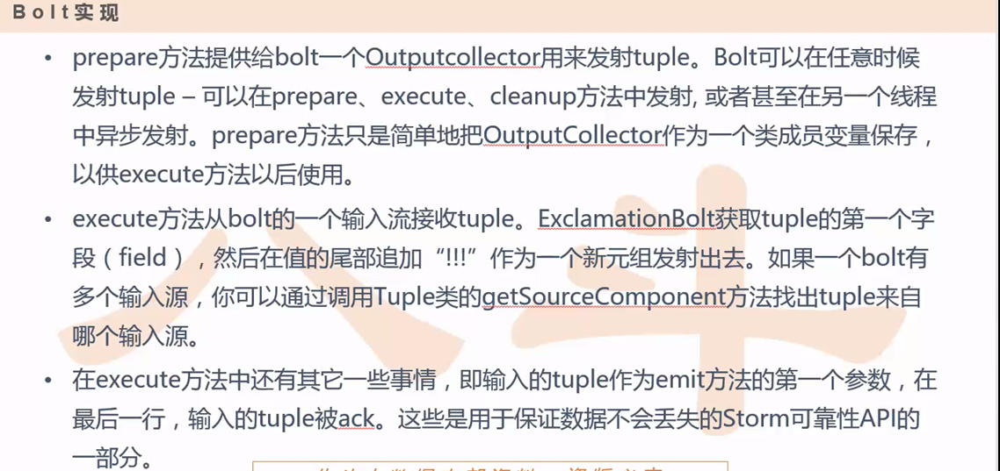 Bolt实现
• prepare方法提供给bolt一个Outputcollector用来发射tuple。Bolt可以在任意时候
发射tuple – 可以在prepare、execute、cleanup方法中发射, 或者甚至在另一个线程
中异步发射。prepare方法只是简单地把OutputCollector作为一个类成员变量保存，
以供execute方法以后使用。
• execute方法从bolt的一个输入流接收tuple。ExclamationBolt获取tuple的第一个字
段（field），然后在值的尾部追加“!!!”作为一个新元组发射出去。如果一个bolt有
多个输入源，你可以通过调用Tuple类的getSourceComponent方法找出tuple来自
哪个输入源。
• 在execute方法中还有其它一些事情，即输入的tuple作为emit方法的第一个参数，在
最后一行，输入的tuple被ack。这些是用于保证数据不会丢失的Storm可靠性API的
一部分。
八斗